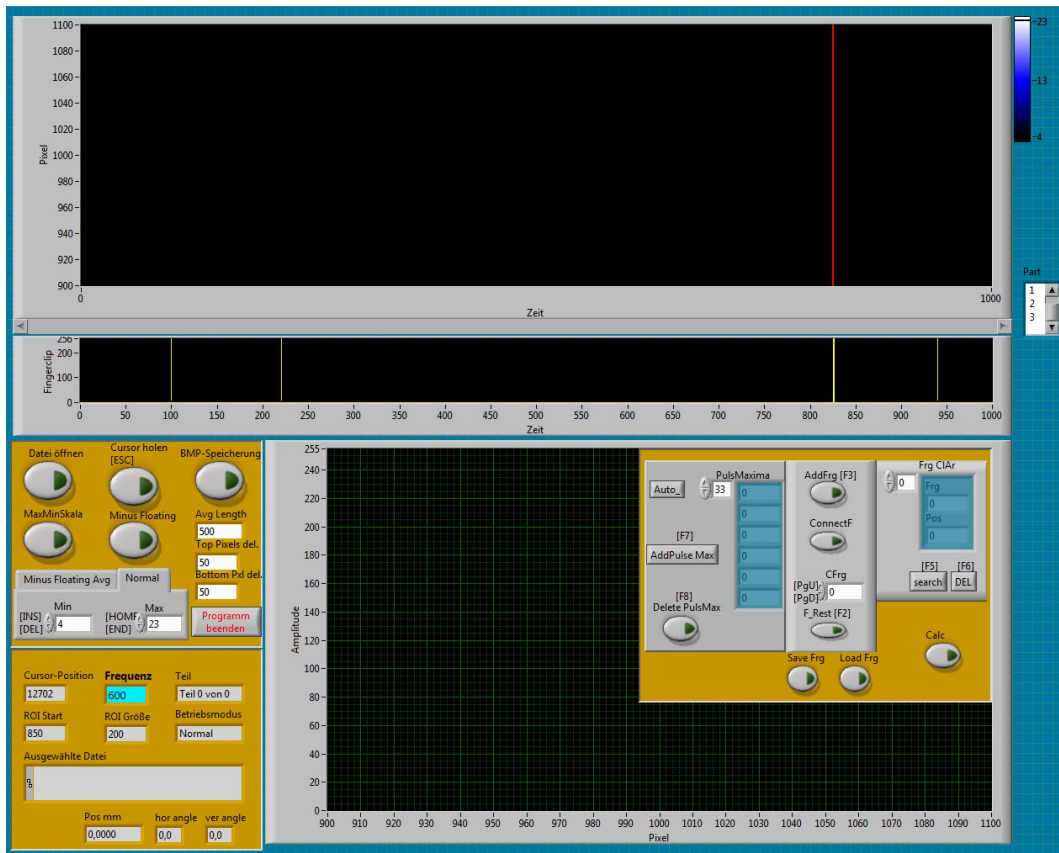 1100
1080
1060
1040
1020
1000
980
960
940
920
900
Pixel
0
1000
Zeit
-23
-13
-4
Part
1
2
3
256
200
100
0
Fingerclip
0 50 100 150 200 250 300 350 400 450 500 550 600 650 700 750 800 850 900 950 1000
Zeit
Datei öffnen
Cursor holen
[ESC]
BMP-Speicherung
MaxMinSkala
Minus Floating
Avg Length
500
Top Pixels del.
50
Bottom Pxl del.
50
Minus Floating Avg
Normal
Min
[INS]
[DEL]
4
Max
[HOME]
[END]
23
Programm
beenden
Cursor-Position
12702
Frequenz
600
Teil
Teil 0 von 0
ROI Start
850
ROI Größe
200
Betriebsmodus
Normal
Ausgewählte Datei
Pos mm
0,0000
hor angle
0,0
ver angle
0,0
255
240
220
200
180
160
140
120
100
80
60
40
20
0
Amplitude
900 910 920 930 940 950 960 970 980 990 1000 1010 1020 1030 1040 1050 1060 1070 1080 1090 1100
Pixel
Auto_
PulsMaxima
33
0
0
0
0
0
0
[F7]
AddPulse Max
[F8]
Delete PulsMax
AddFrg [F3]
ConnectF
CFrg
[PgU]
[PgD]
0
F_Rest [F2]
Frg ClAr
0
Frg
0
Pos
0
[F5]
search
[F6]
DEL
Save Frg
Load Frg
Calc